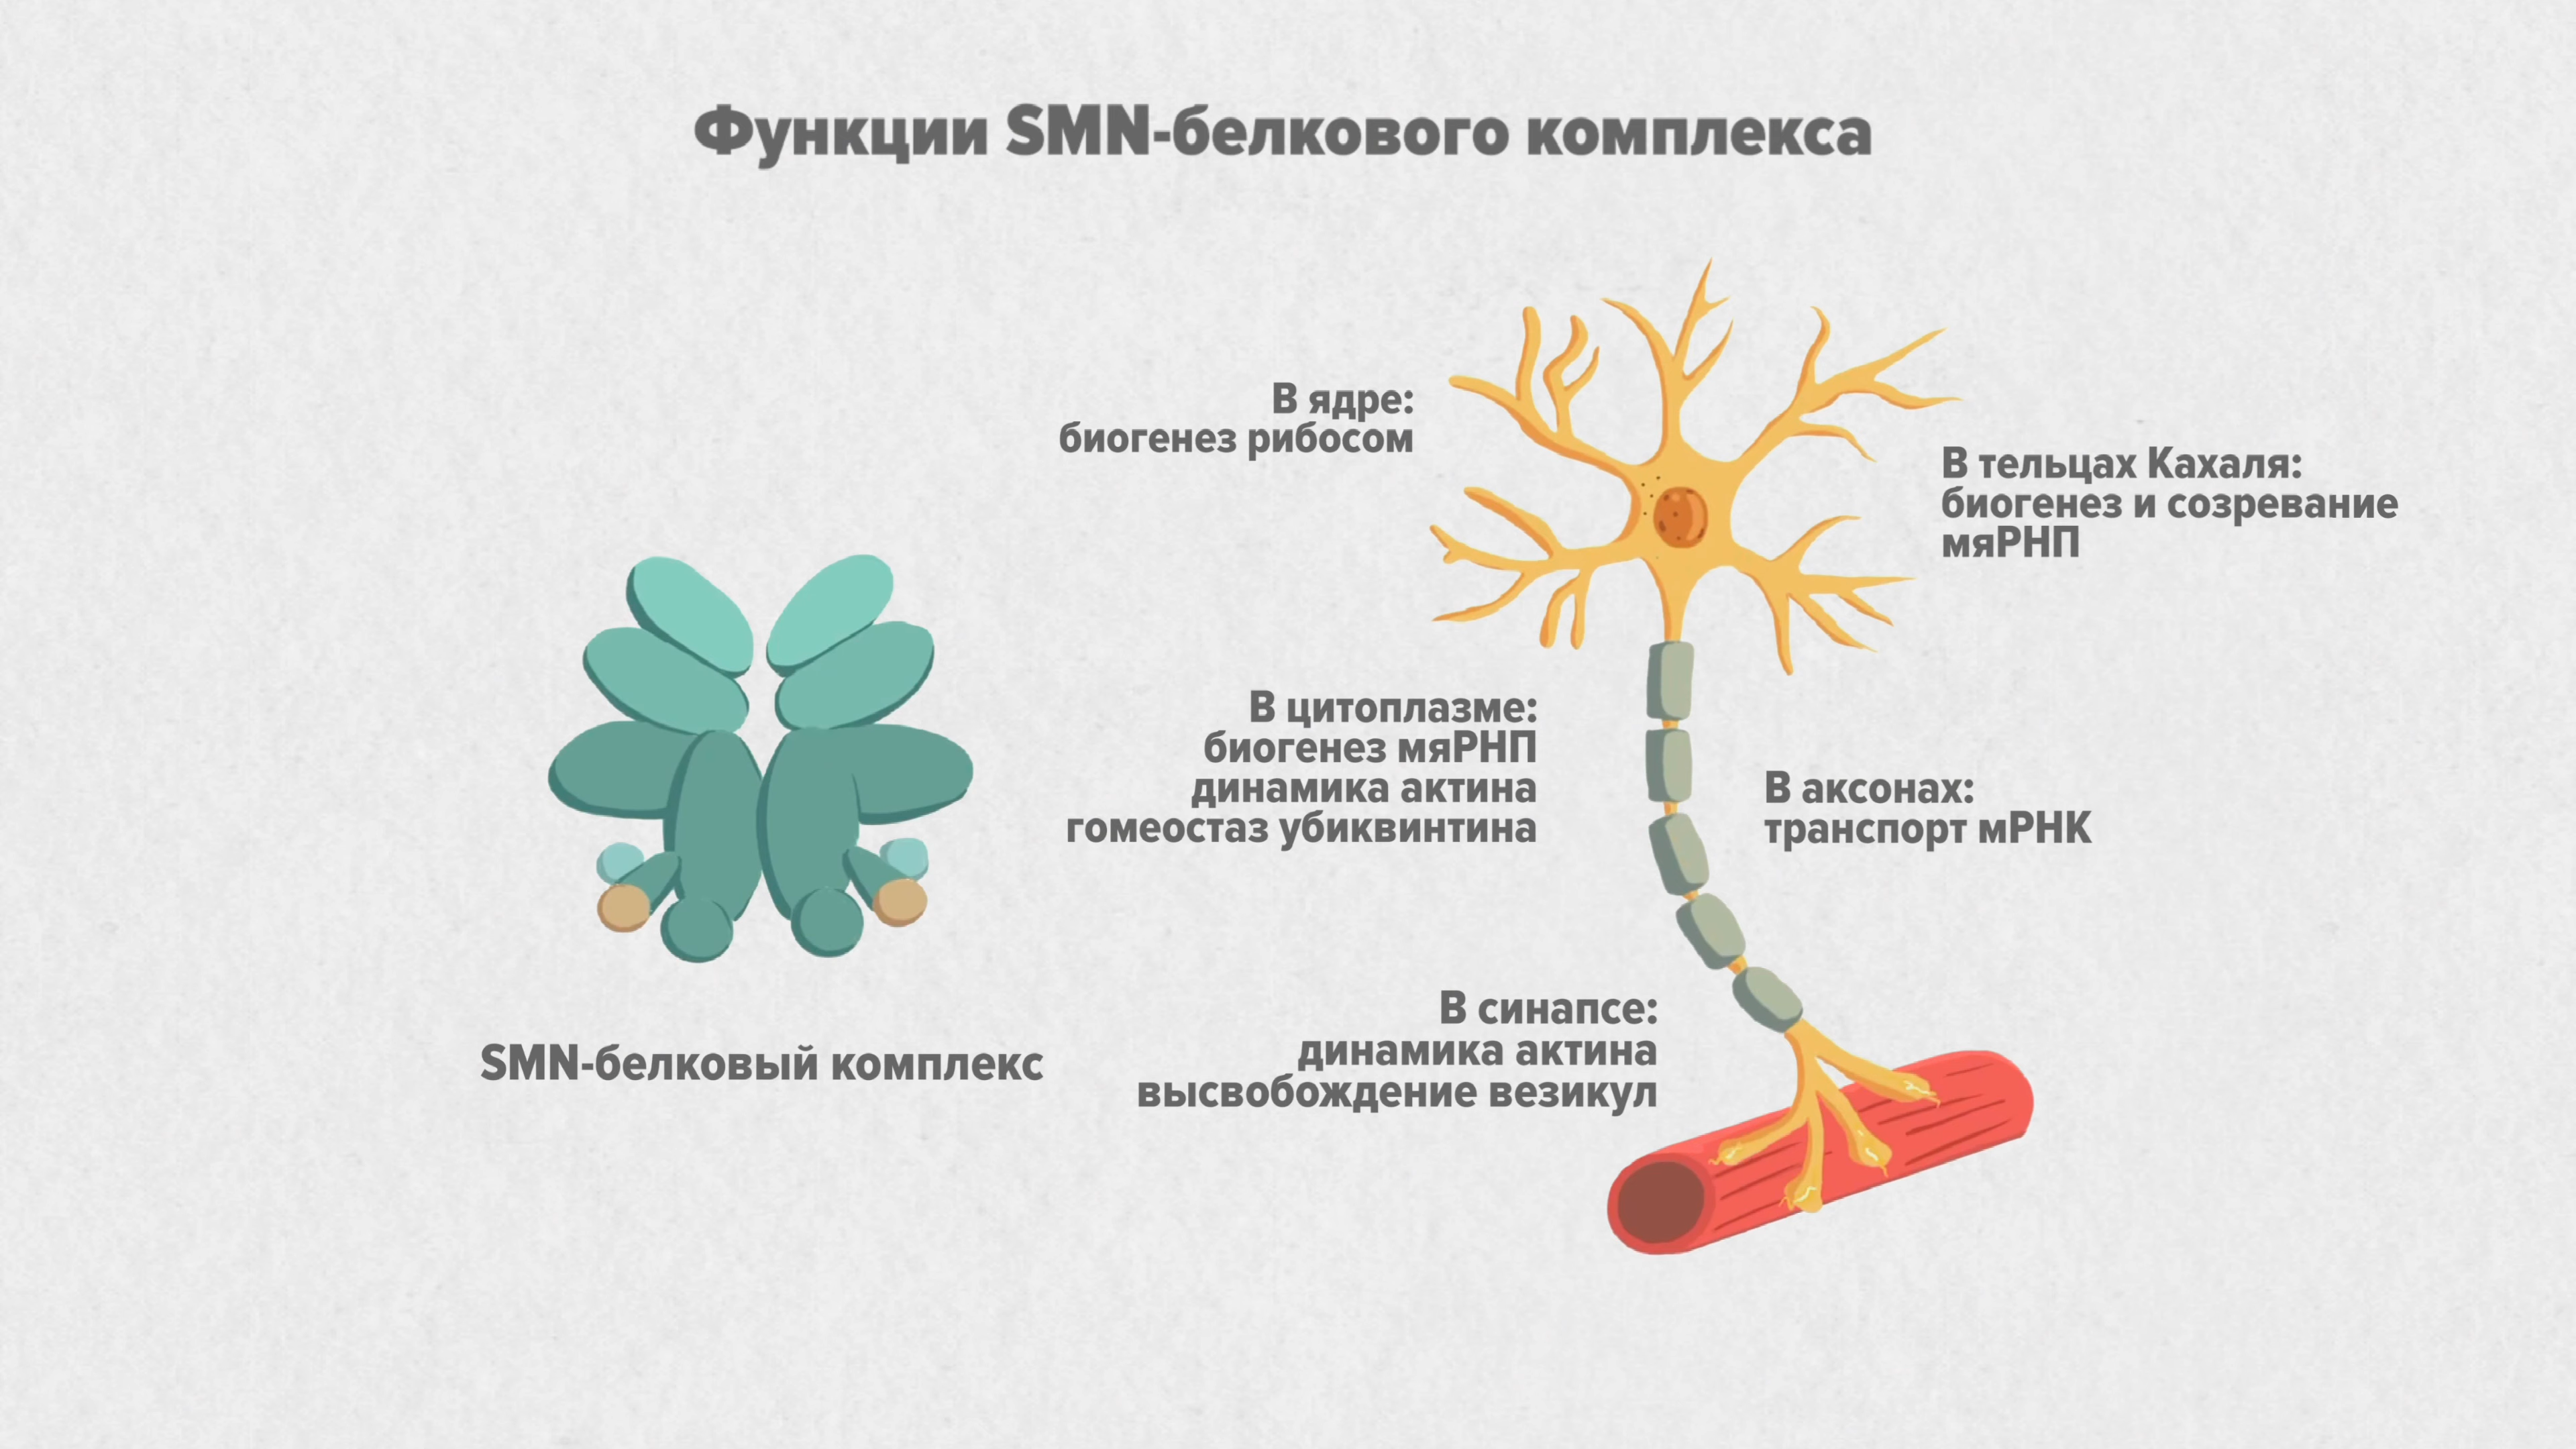 Функции SMN-белкового комплекса
В ядре:
биогенез рибосом
В тельцах Кахаля:
биогенез и созревание
мяРНП
В цитоплазме:
биогенез мяРНП
динамика актина
гомеостаз убиквинтина
В аксонах:
транспорт мРНК
В синапсе:
динамика актина
высвобождение везикул
SMN-белковый комплекс